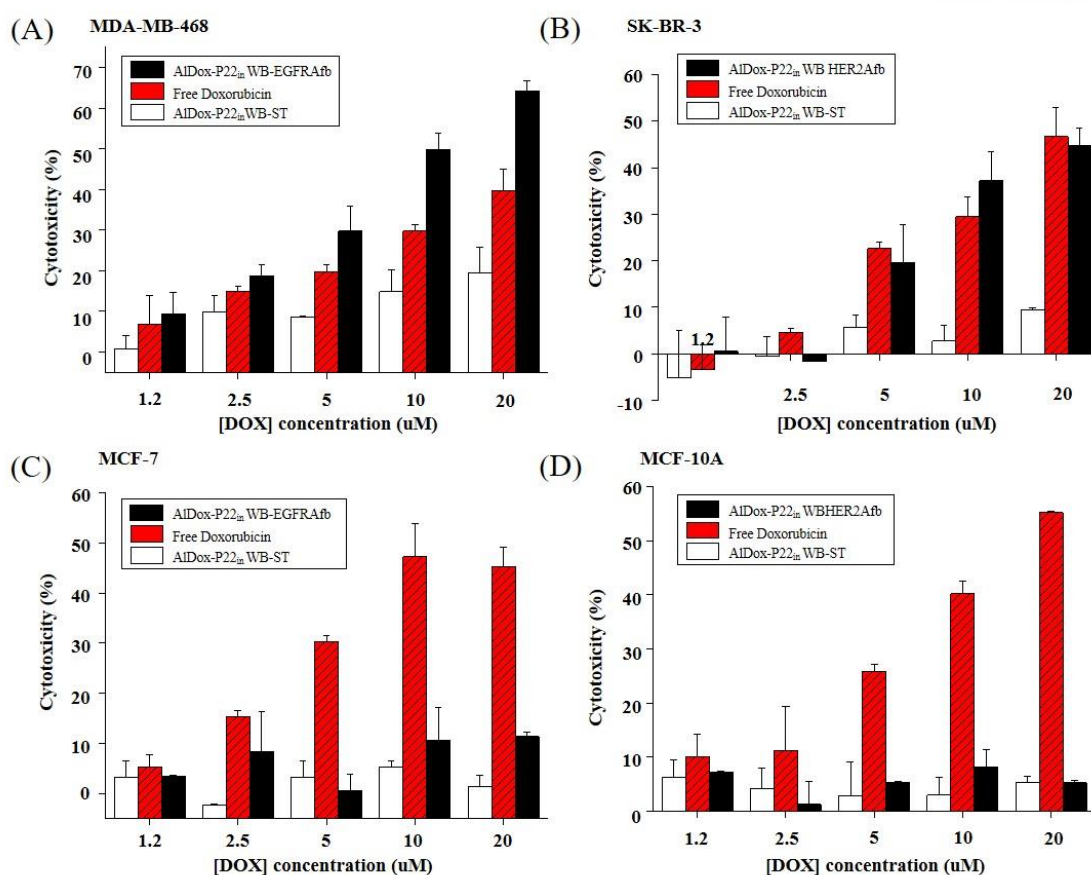 (A) MDA-MB-468
AlDox-P22in WB-EGFRAfb
Free Doxorubicin
AlDox-P22in WB-ST
Cytotoxicity (%)
70
60
50
40
30
20
10
0
1.2 2.5 5 10 20
[DOX] concentration (uM)
(B) SK-BR-3
AlDox-P22in WB HER2Afb
Free Doxorubicin
AlDox-P22in WB-ST
Cytotoxicity (%)
60
50
40
30
20
10
0
-10
1.2 2.5 5 10 20
[DOX] concentration (uM)
(C) MCF-7
AlDox-P22in WB-EGFRAfb
Free Doxorubicin
AlDox-P22in WB-ST
Cytotoxicity (%)
60
50
40
30
20
10
0
1.2 2.5 5 10 20
[DOX] concentration (uM)
(D) MCF-10A
AlDox-P22in WBHER2Afb
Free Doxorubicin
AlDox-P22in WB-ST
Cytotoxicity (%)
60
50
40
30
20
10
0
1.2 2.5 5 10 20
[DOX] concentration (uM)